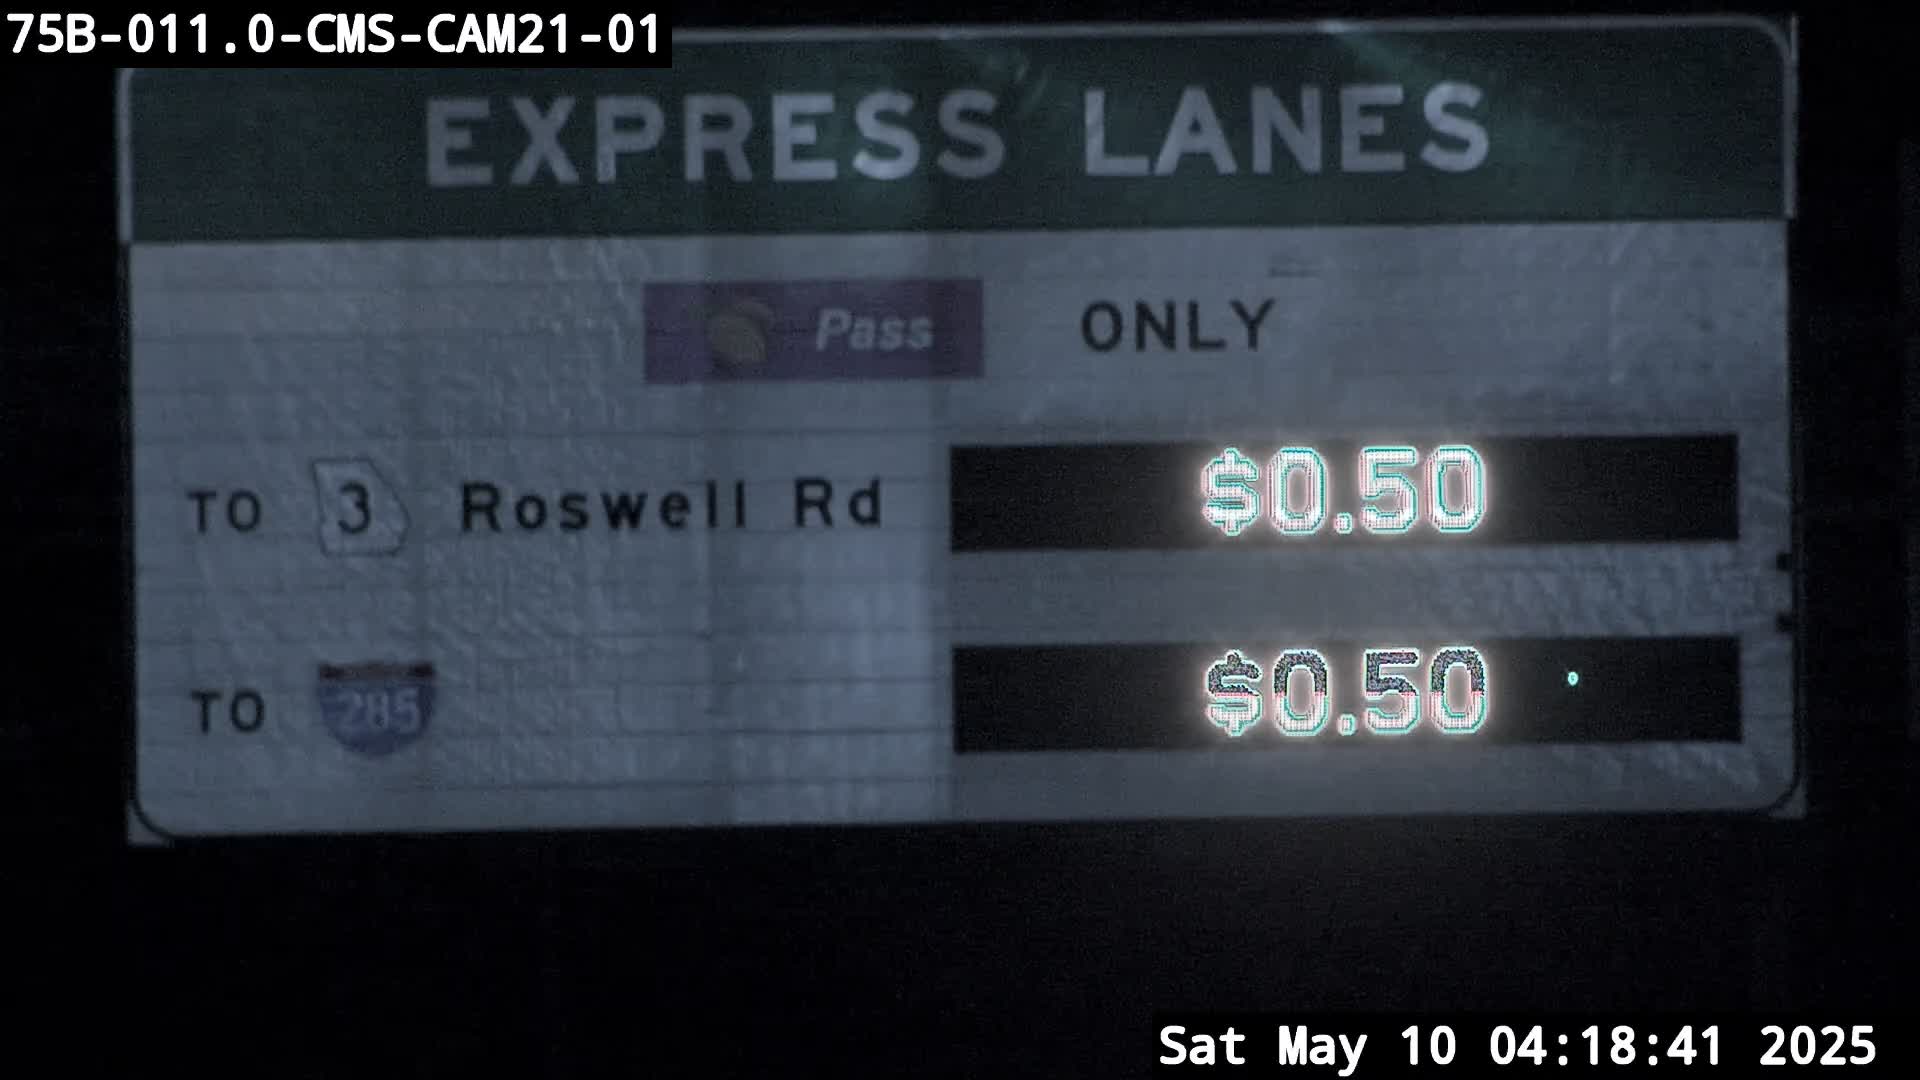 75B-011.0-CMS-CAM21-01
EXPRESS LANES
Pass ONLY
TO 3 Roswell Rd $0.50
TO 285 $0.50
Sat May 10 04:18:41 2025